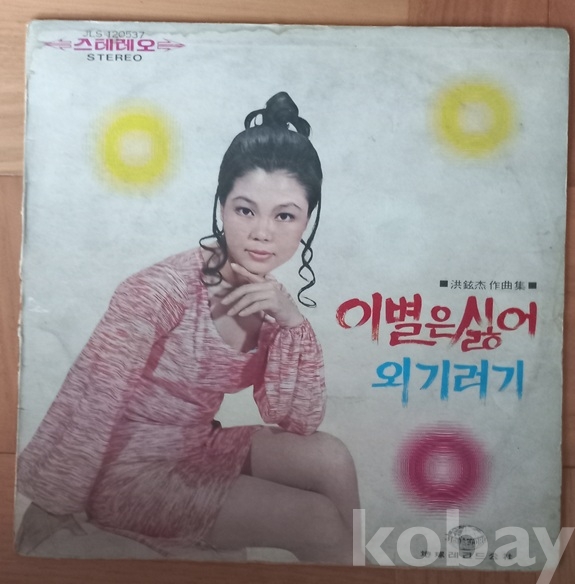 JLS 120537
스테레오
STEREO
■ 洪鉉杰 作曲集 ■
이별은 싫어
외기러기
kobay